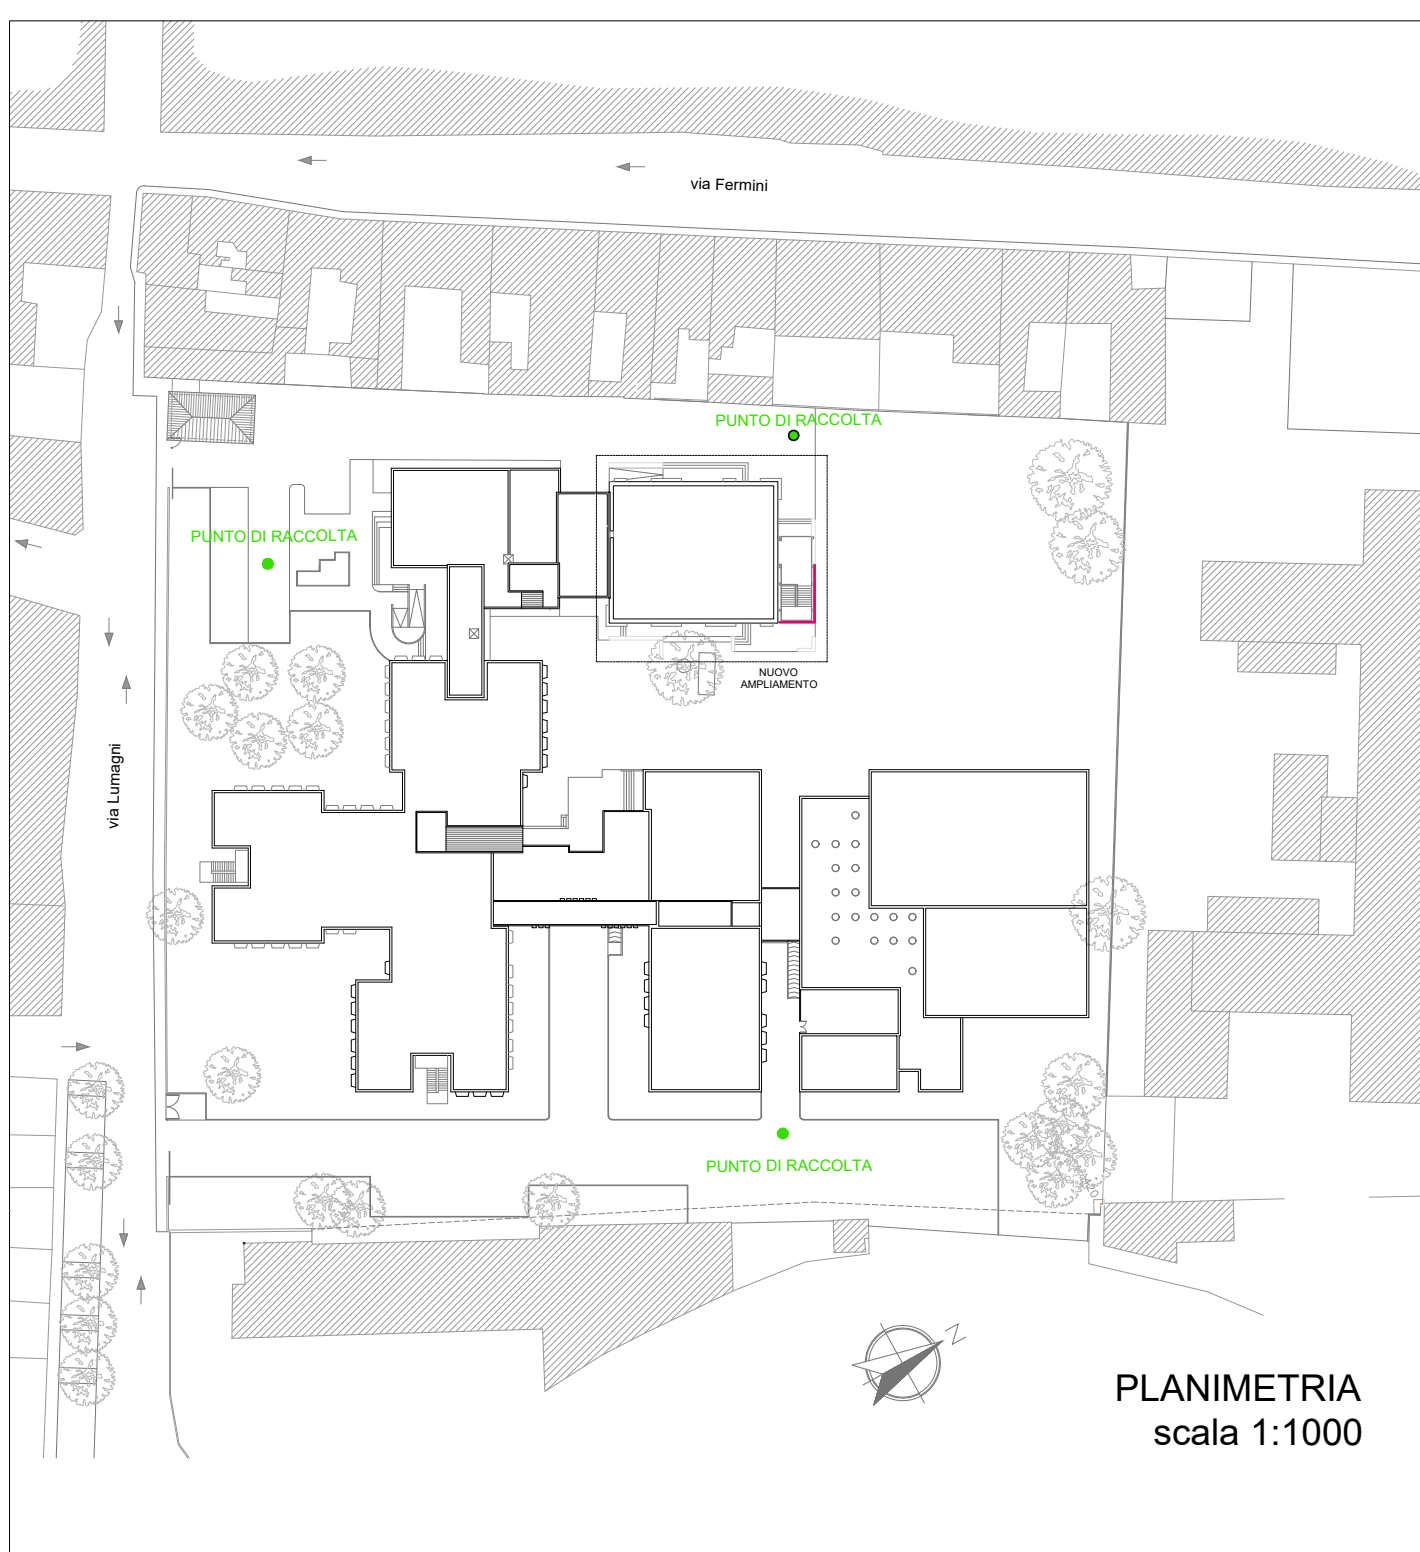 via Fermini
PUNTO DI RACCOLTA
PUNTO DI RACCOLTA
NUOVO
AMPLIAMENTO
via Lumagni
PUNTO DI RACCOLTA
N
PLANIMETRIA
scala 1:1000